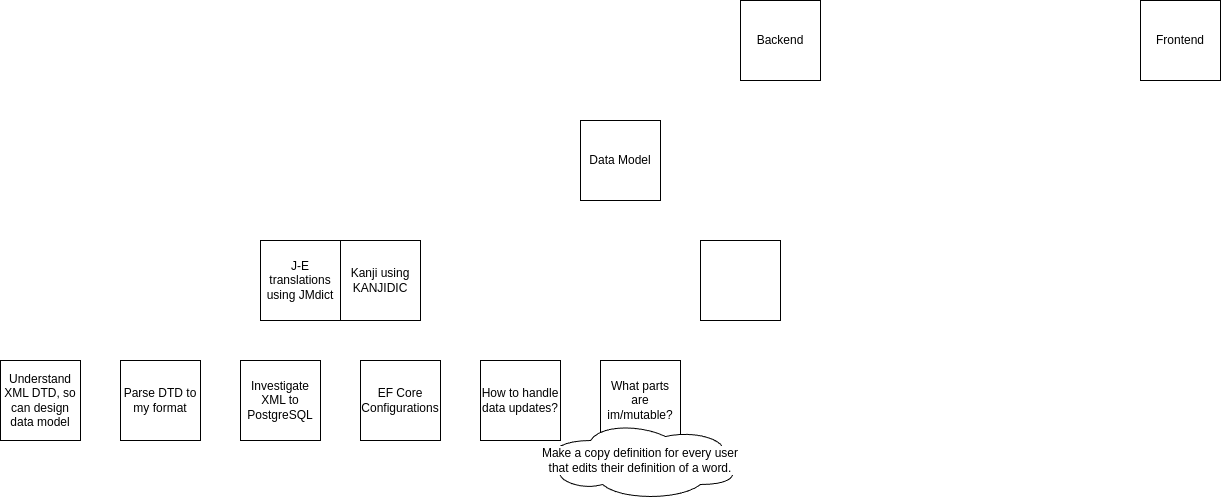 Backend
Frontend
Data Model
J-E
translations
using JMdict
Kanji using
KANJIDIC
Understand
XML DTD, so
can design
data model
Parse DTD to
my format
Investigate
XML to
PostgreSQL
EF Core
Configurations
How to handle
data updates?
What parts
are
im/mutable?
Make a copy definition for every user
that edits their definition of a word.